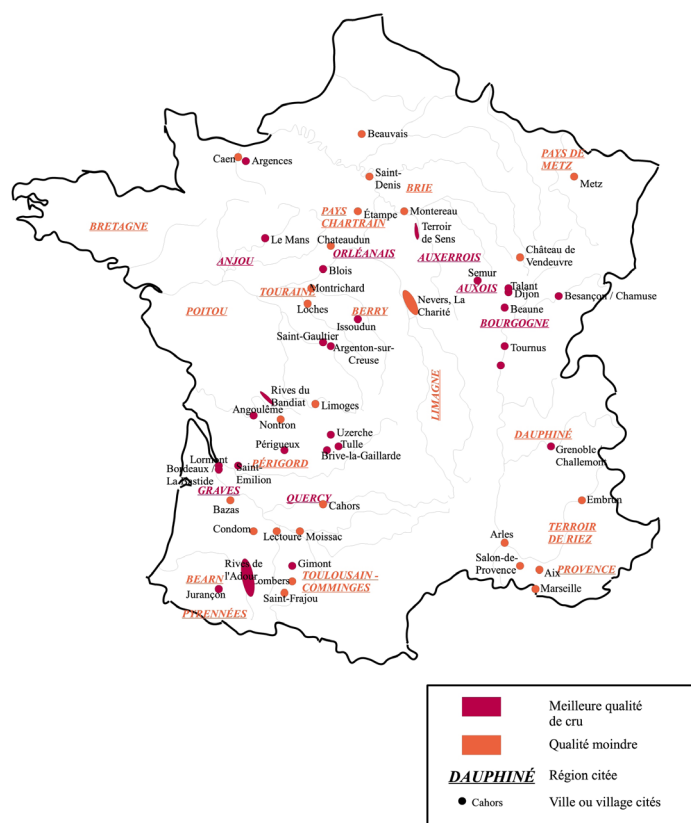 Beauvais
Caen
Argences
PAYS DE
METZ
Saint-
Denis
BRIE
Metz
PAYS
CHARTRAIN
Étampe
Montereau
BRETAGNE
Terroir
de Sens
Le Mans
Chateaudun
ORLÉANAIS
AUXERROIS
Château de
Vendeuvre
ANJOU
Blois
Semur
AUXOIS
Talant
Dijon
Besançon / Chamuse
TOURAINE
Montrichard
Loches
POITOU
BERRY
Nevers, La
Charité
Beaune
BOURGOGNE
Issoudun
Saint-Gaultier
Argenton-sur-
Creuse
Tournus
LIMAGNE
Rives du
Bandiat
Limoges
Angoulême
Nontron
Uzerche
Tulle
Périgueux
Brive-la-Gaillarde
PÉRIGORD
DAUPHINÉ
Grenoble
Challemont
Lormont
Bordeaux /
La Bastide
Saint-
Emilion
GRAVES
QUERCY
Bazas
Cahors
Embrun
TERROIR
DE RIEZ
Condom
Lectoure
Moissac
Arles
Salon-de-
Provence
Aix
PROVENCE
Marseille
Rives de
l'Adour
Gimont
BEARN
Lombers
TOULOUSAIN -
COMMINGES
Jurançon
Saint-Frajou
PYRENNÉES
Meilleure qualité
de cru
Qualité moindre
DAUPHINÉ
Région citée
Cahors
Ville ou village cités